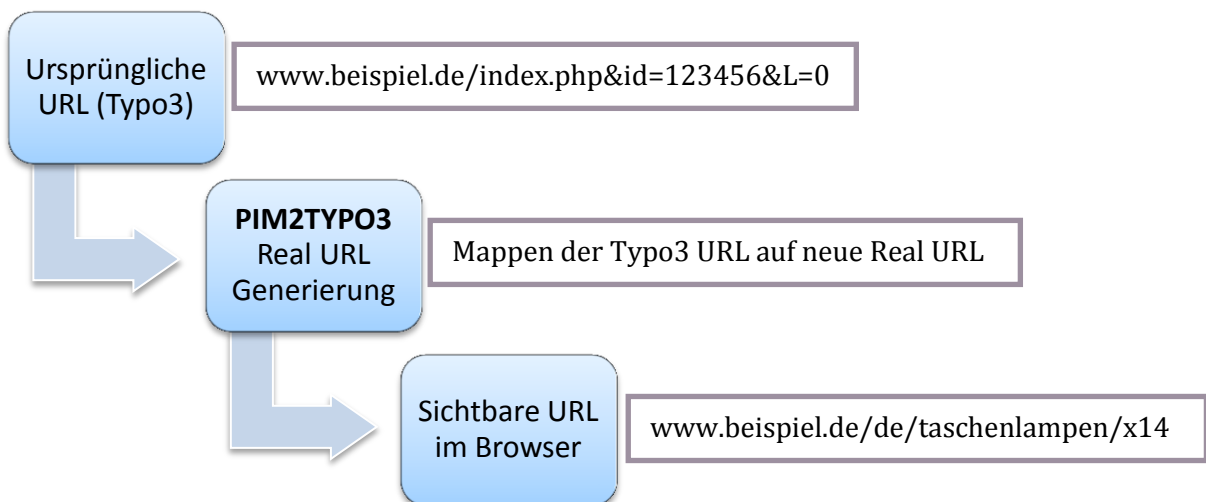 Ursprüngliche
URL (Typo3)
www.beispiel.de/index.php&id=123456&L=0
PIM2TYPO3
Real URL
Generierung
Mappen der Typo3 URL auf neue Real URL
Sichtbare URL
im Browser
www.beispiel.de/de/taschenlampen/x14